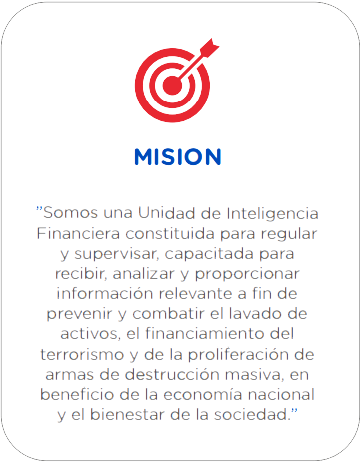 MISION
”Somos una Unidad de Inteligencia
Financiera constituida para regular
y supervisar, capacitada para
recibir, analizar y proporcionar
información relevante a fin de
prevenir y combatir el lavado de
activos, el financiamiento del
terrorismo y de la proliferación de
armas de destrucción masiva, en
beneficio de la economía nacional
y el bienestar de la sociedad.”